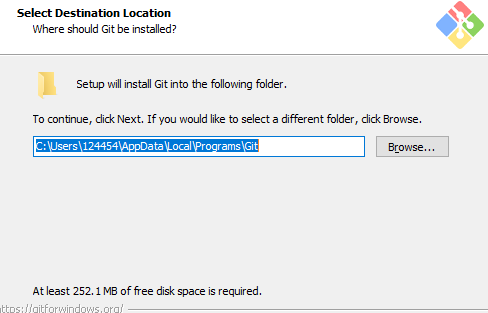 Select Destination Location
Where should Git be installed?
Setup will install Git into the following folder.
To continue, click Next. If you would like to select a different folder, click Browse.
C:\Users\124454\AppData\Local\Programs\Git
Browse...
At least 252.1 MB of free disk space is required.
https://gitforwindows.org/